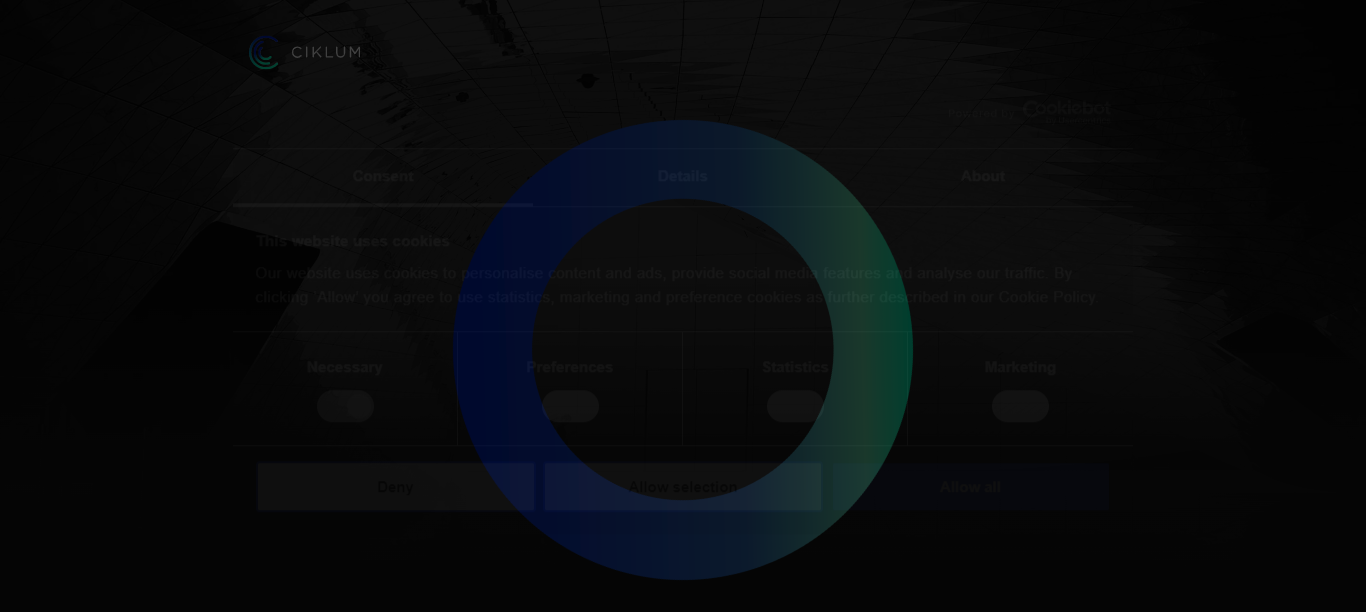 CIKLUM
Powered by Cookiebot
Consent
Details
About
This website uses cookies
Our website uses cookies to personalise content and ads, provide social media features and analyse our traffic. By
clicking 'Allow' you agree to use statistics, marketing and preference cookies as further described in our Cookie Policy
Necessary
Preferences
Statistics
Marketing
Deny
Allow selection
Allow all